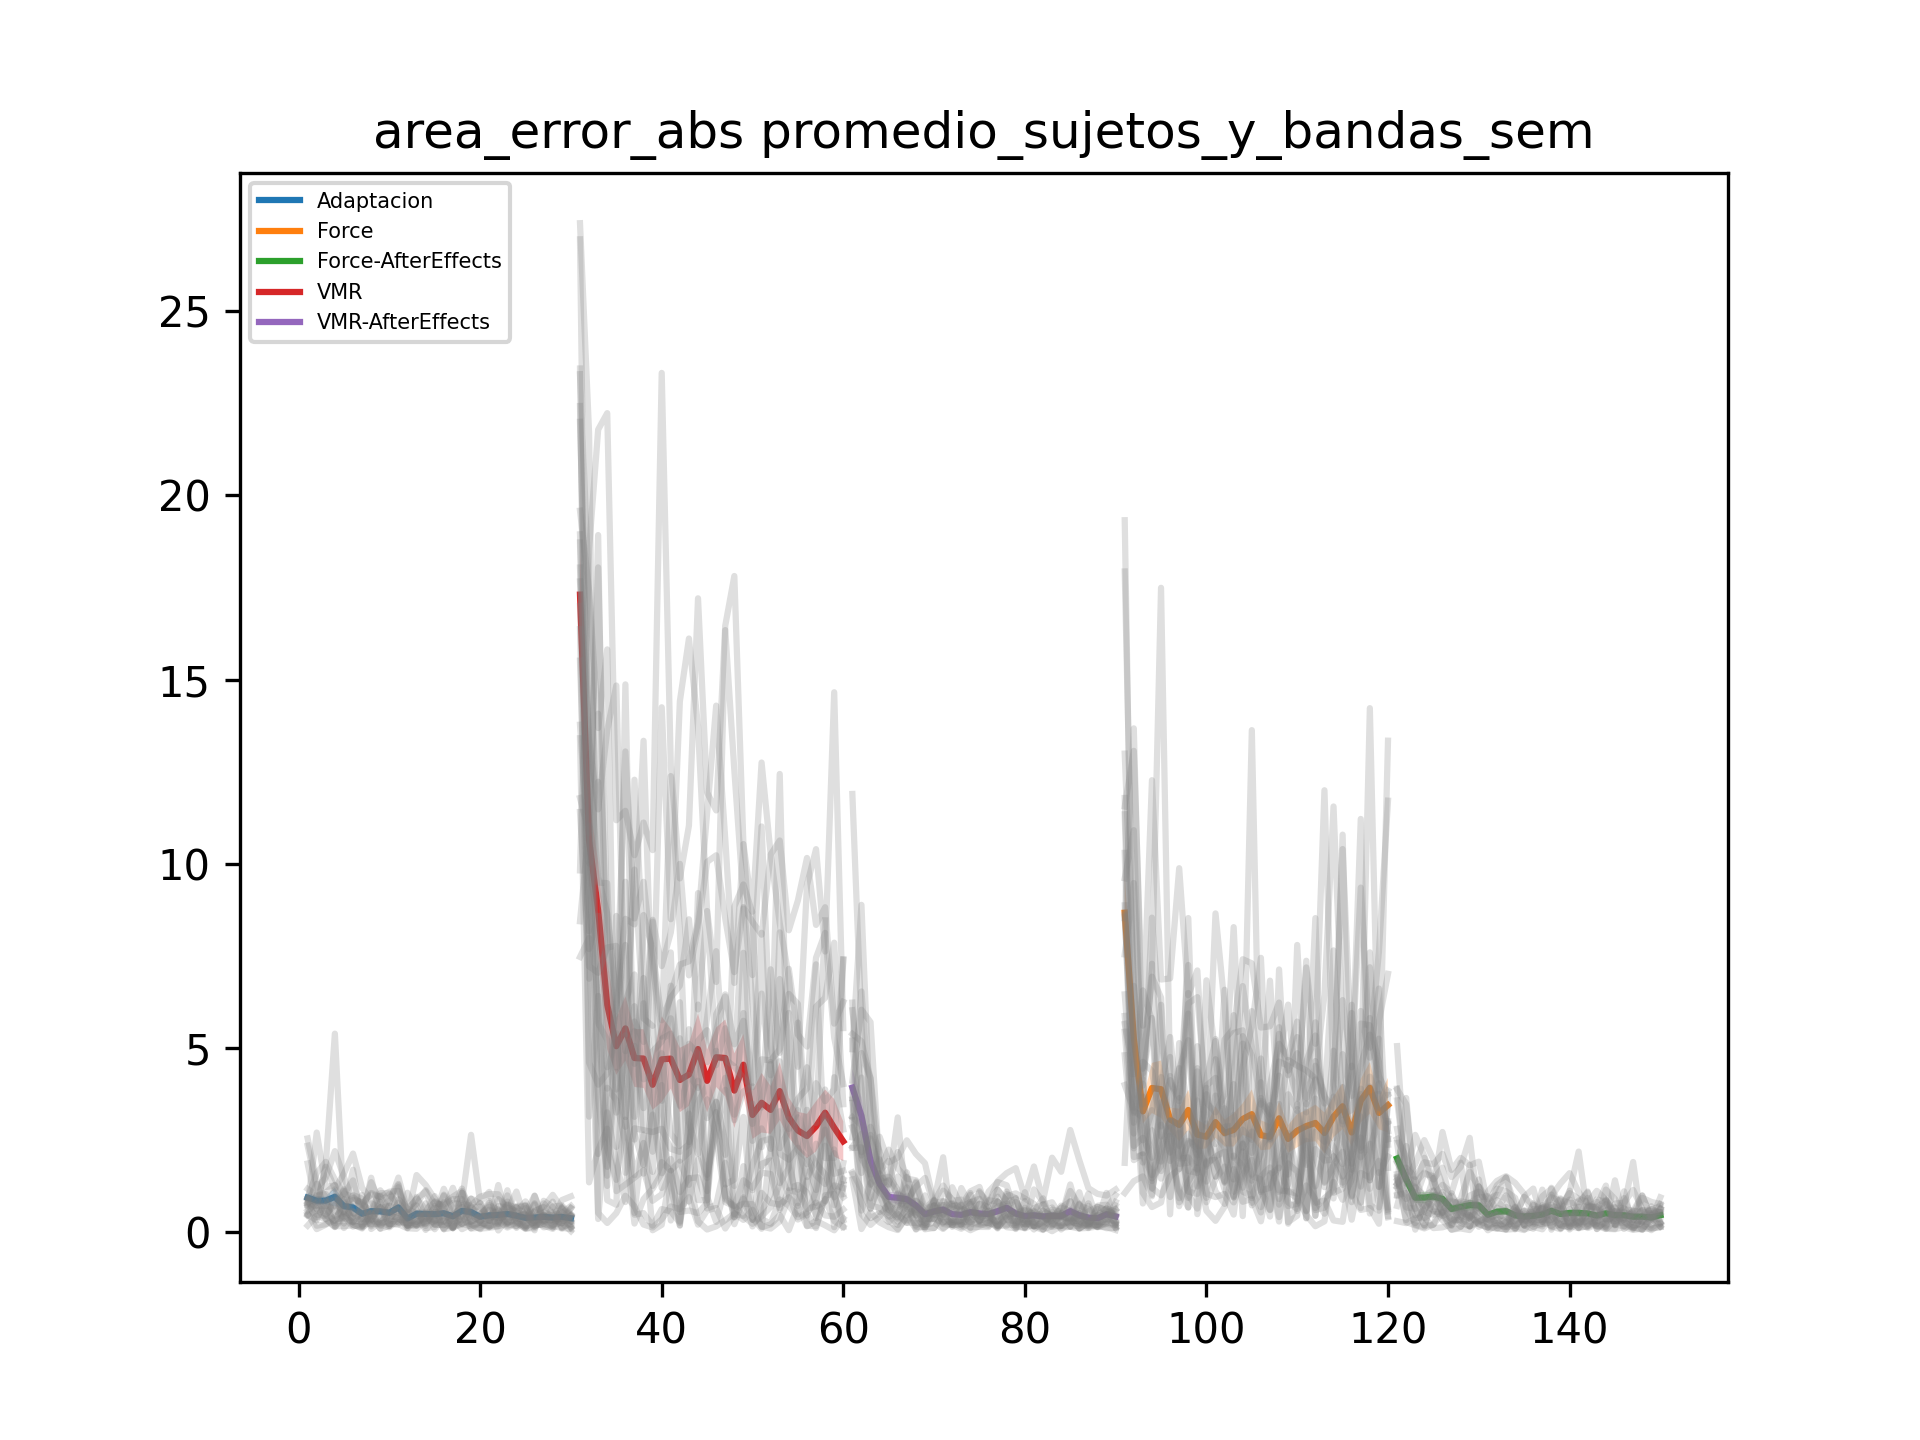 area_error_abs promedio_sujetos_y_bandas_sem
Adaptacion
Force
Force-AfterEffects
VMR
VMR-AfterEffects
25
20
15
10
5
0
0 20 40 60 80 100 120 140